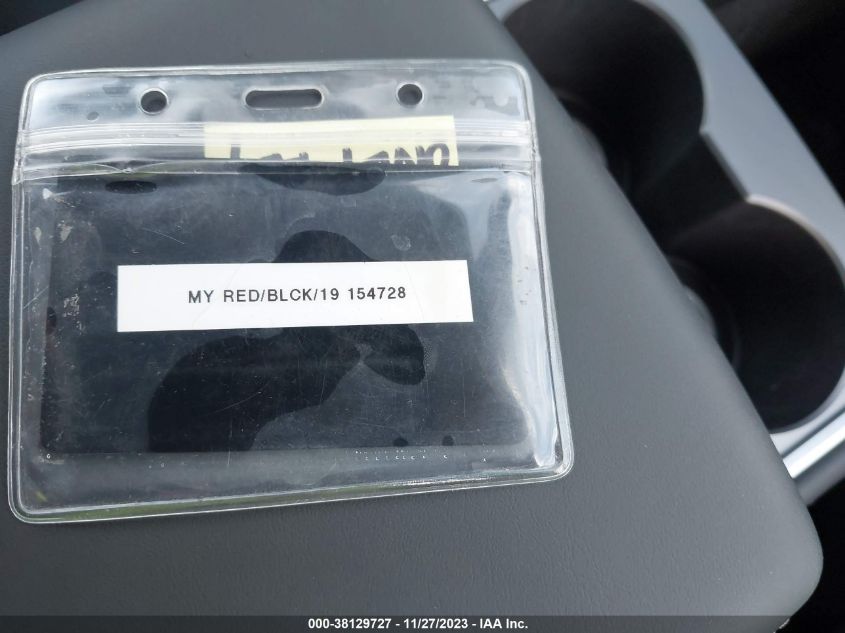 MY RED/BLCK/19 154728
000-38129727 - 11/27/2023 - IAA Inc.